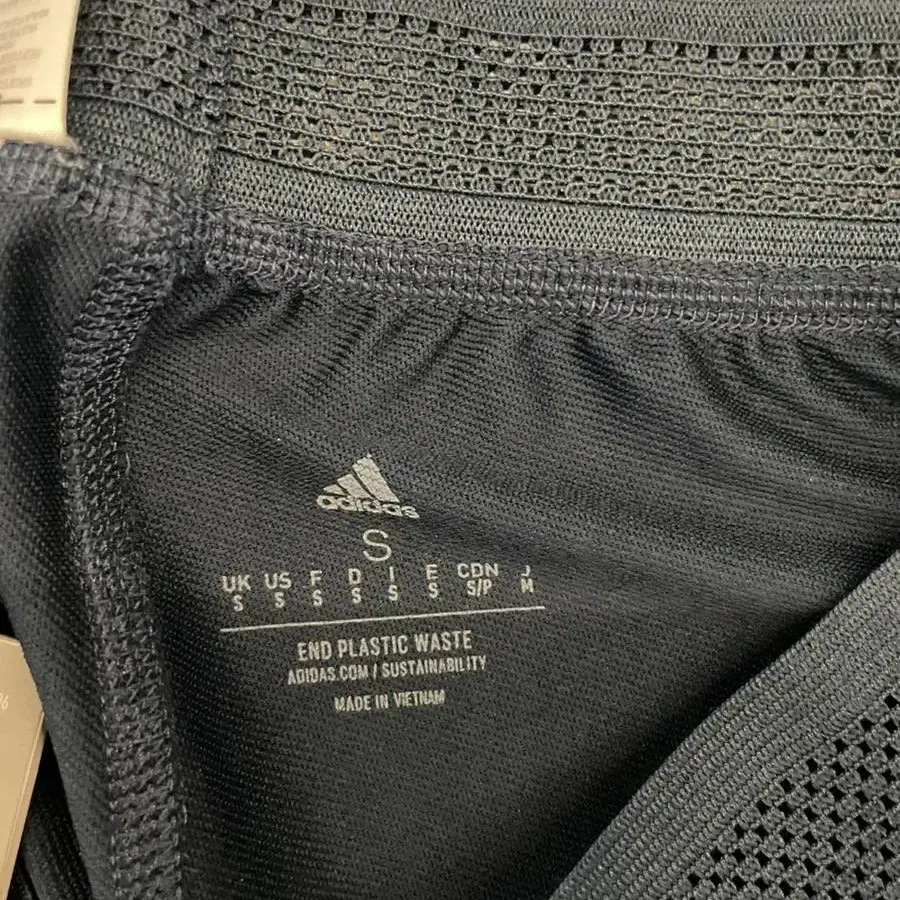 adidas
S
UK US F D I E CDN J
S S S S S S S/P M
END PLASTIC WASTE
ADIDAS.COM / SUSTAINABILITY
MADE IN VIETNAM